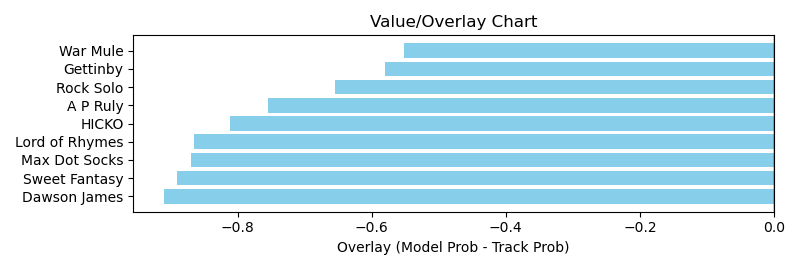 Value/Overlay Chart
War Mule
Gettinby
Rock Solo
A P Ruly
HICKO
Lord of Rhymes
Max Dot Socks
Sweet Fantasy
Dawson James
−0.8 −0.6 −0.4 −0.2 0.0
Overlay (Model Prob - Track Prob)